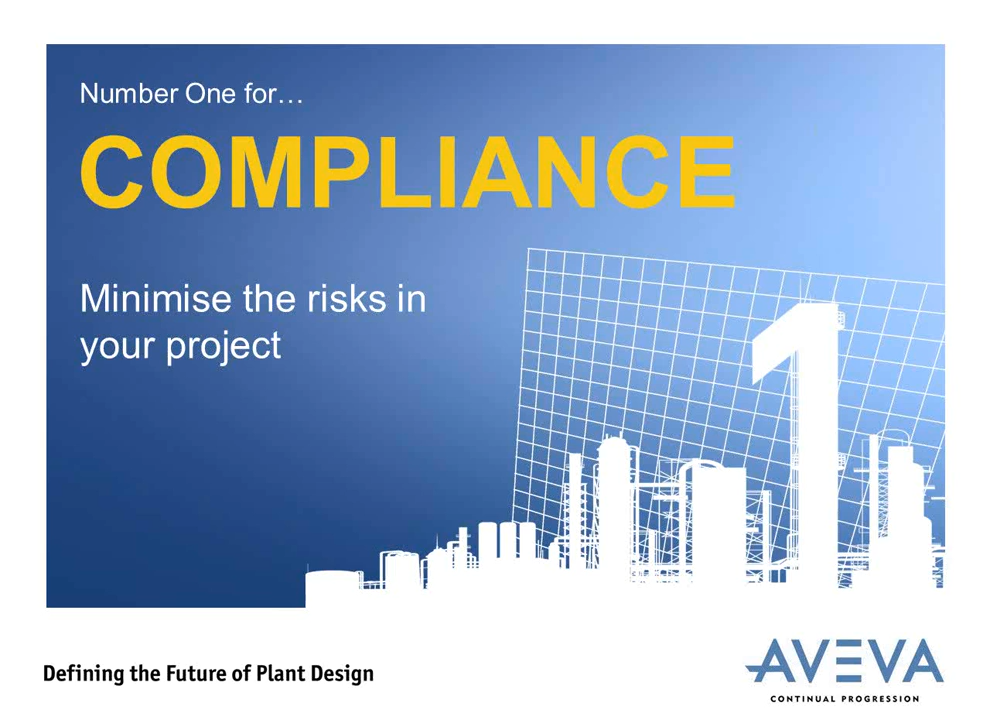 Number One for…
COMPLIANCE
Minimise the risks in
your project
1
Defining the Future of Plant Design
AVEVA
CONTINUAL PROGRESSION